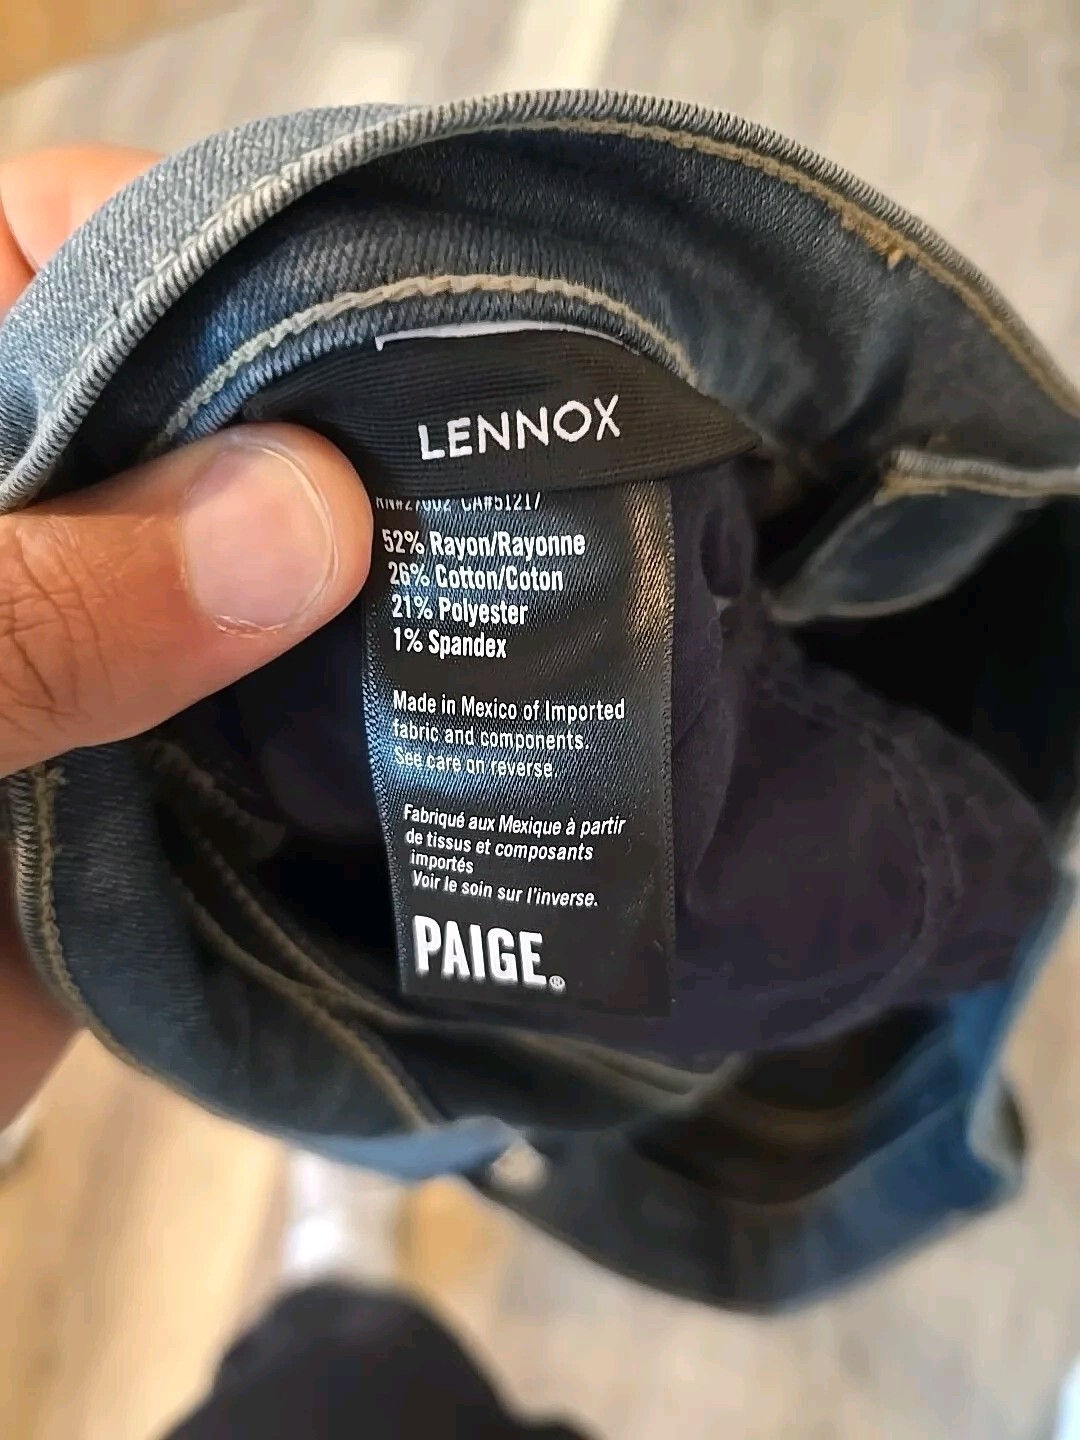 LENNOX
CA#51217
52% Rayon/Rayonne
26% Cotton/Coton
21% Polyester
1% Spandex
Made in Mexico of Imported
fabric and components.
See care on reverse.
Fabriqué aux Mexique à partir
de tissus et composants
importés
Voir le soin sur l'inverse.
PAIGE®